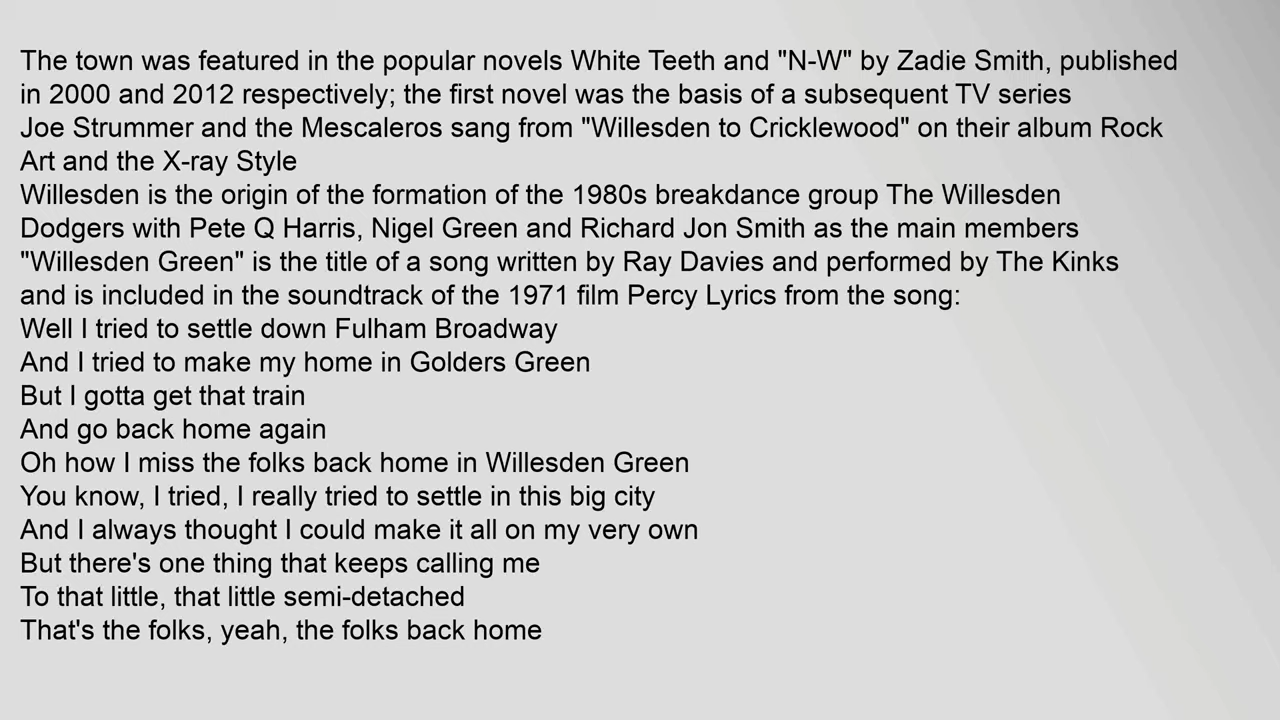 The town was featured in the popular novels White Teeth and "N-W" by Zadie Smith, published
in 2000 and 2012 respectively; the first novel was the basis of a subsequent TV series
Joe Strummer and the Mescaleros sang from "Willesden to Cricklewood" on their album Rock
Art and the X-ray Style
Willesden is the origin of the formation of the 1980s breakdance group The Willesden
Dodgers with Pete Q Harris, Nigel Green and Richard Jon Smith as the main members
"Willesden Green" is the title of a song written by Ray Davies and performed by The Kinks
and is included in the soundtrack of the 1971 film Percy Lyrics from the song:
Well I tried to settle down Fulham Broadway
And I tried to make my home in Golders Green
But I gotta get that train
And go back home again
Oh how I miss the folks back home in Willesden Green
You know, I tried, I really tried to settle in this big city
And I always thought I could make it all on my very own
But there's one thing that keeps calling me
To that little, that little semi-detached
That's the folks, yeah, the folks back home